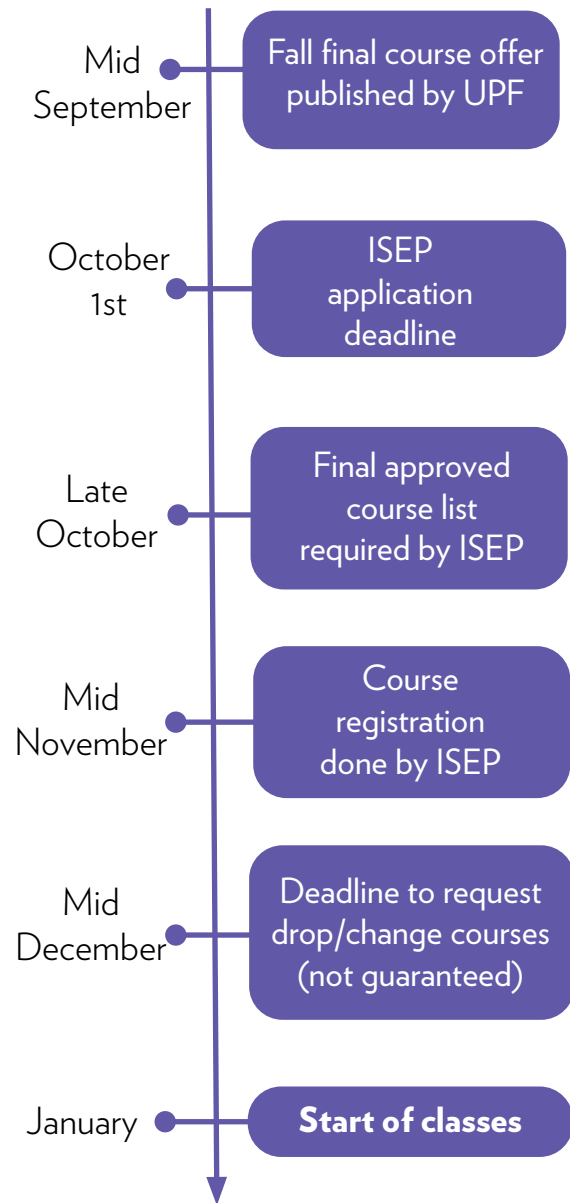 Mid
September
Fall final course offer
published by UPF
October
1st
ISEP
application
deadline
Late
October
Final approved
course list
required by ISEP
Mid
November
Course
registration
done by ISEP
Mid
December
Deadline to request
drop/change courses
(not guaranteed)
January
Start of classes